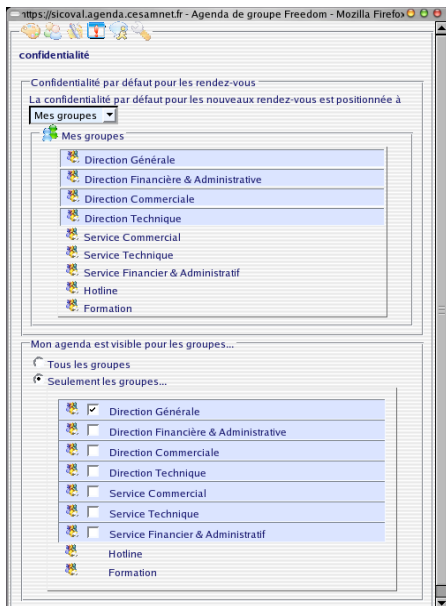 https://sicoval.agenda.cesamnet.fr - Agenda de groupe Freedom - Mozilla Firefox
confidentialité
Confidentialité par défaut pour les rendez-vous
La confidentialité par défaut pour les nouveaux rendez-vous est positionnée à
Mes groupes
Mes groupes
Direction Générale
Direction Financière & Administrative
Direction Commerciale
Direction Technique
Service Commercial
Service Technique
Service Financier & Administratif
Hotline
Formation
Mon agenda est visible pour les groupes...
Tous les groupes
Seulement les groupes...
Direction Générale
Direction Financière & Administrative
Direction Commerciale
Direction Technique
Service Commercial
Service Technique
Service Financier & Administratif
Hotline
Formation